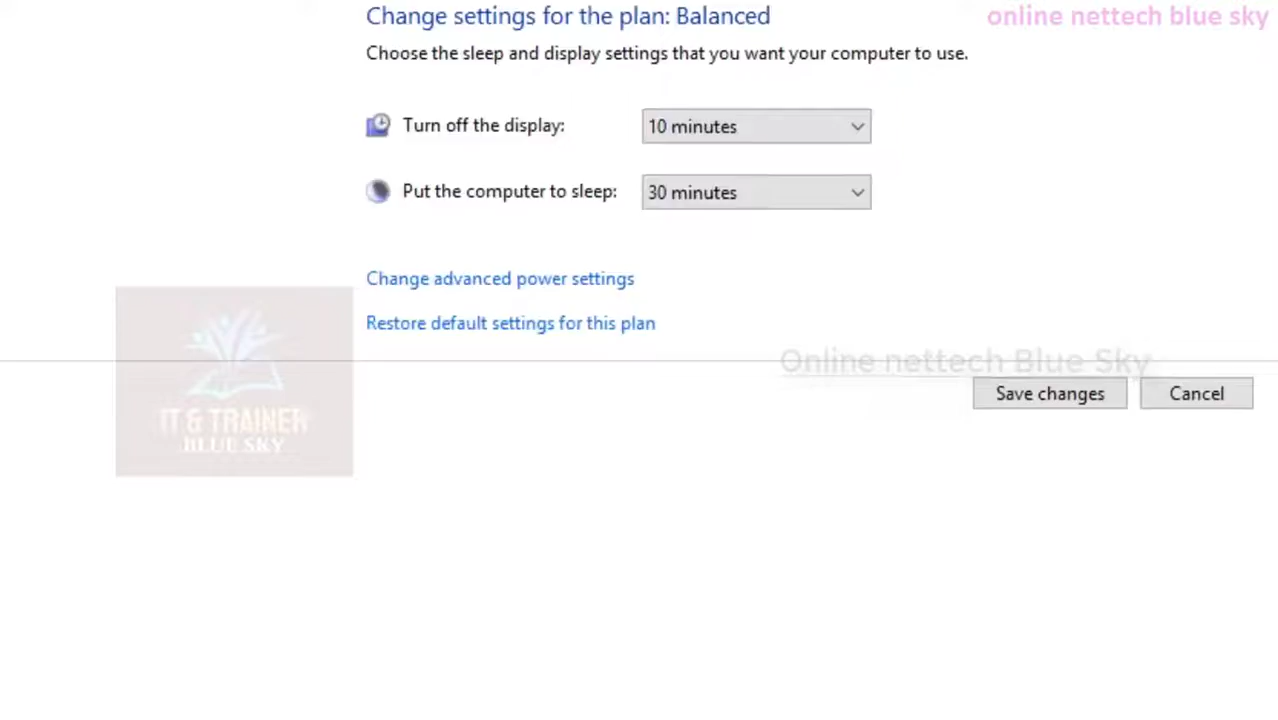 Change settings for the plan: Balanced
online nettech blue sky
Choose the sleep and display settings that you want your computer to use.
Turn off the display:
10 minutes
Put the computer to sleep:
30 minutes
Change advanced power settings
Restore default settings for this plan
Online nettech Blue Sky
Save changes
Cancel
IT & TRAINER
BLUE SKY